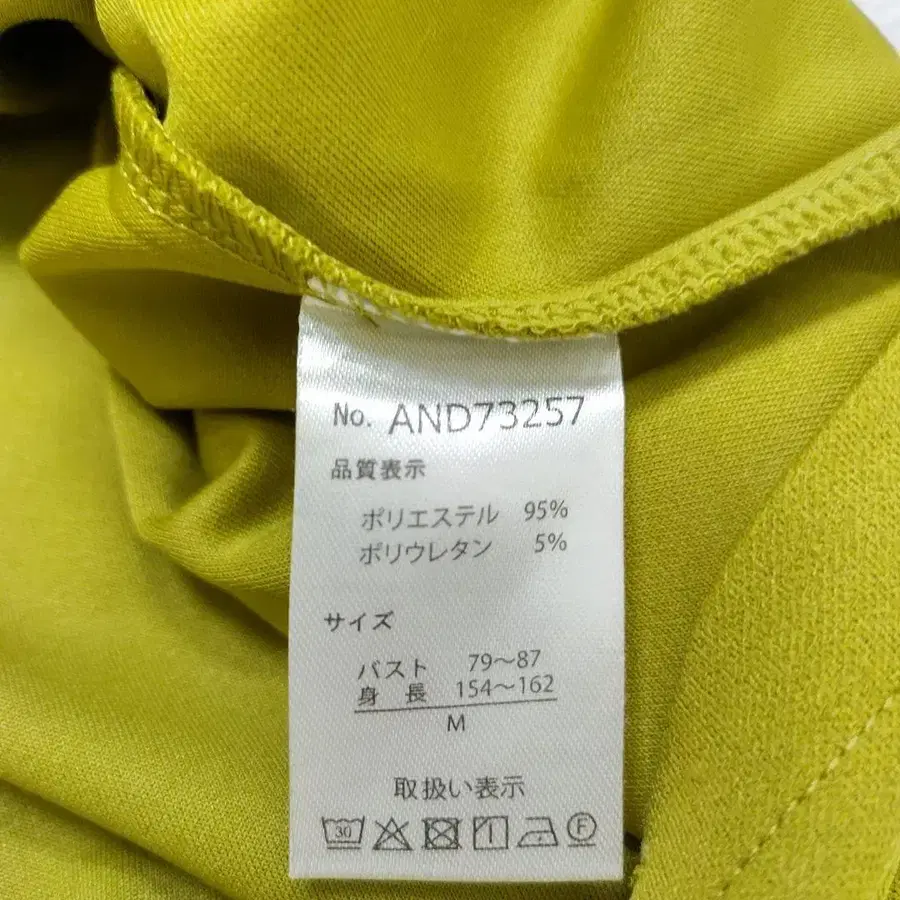 No. AND73257
品質表示
ポリエステル 95%
ポリウレタン 5%
サイズ
バスト 79〜87
身長 154〜162
M
取扱い表示
30 F